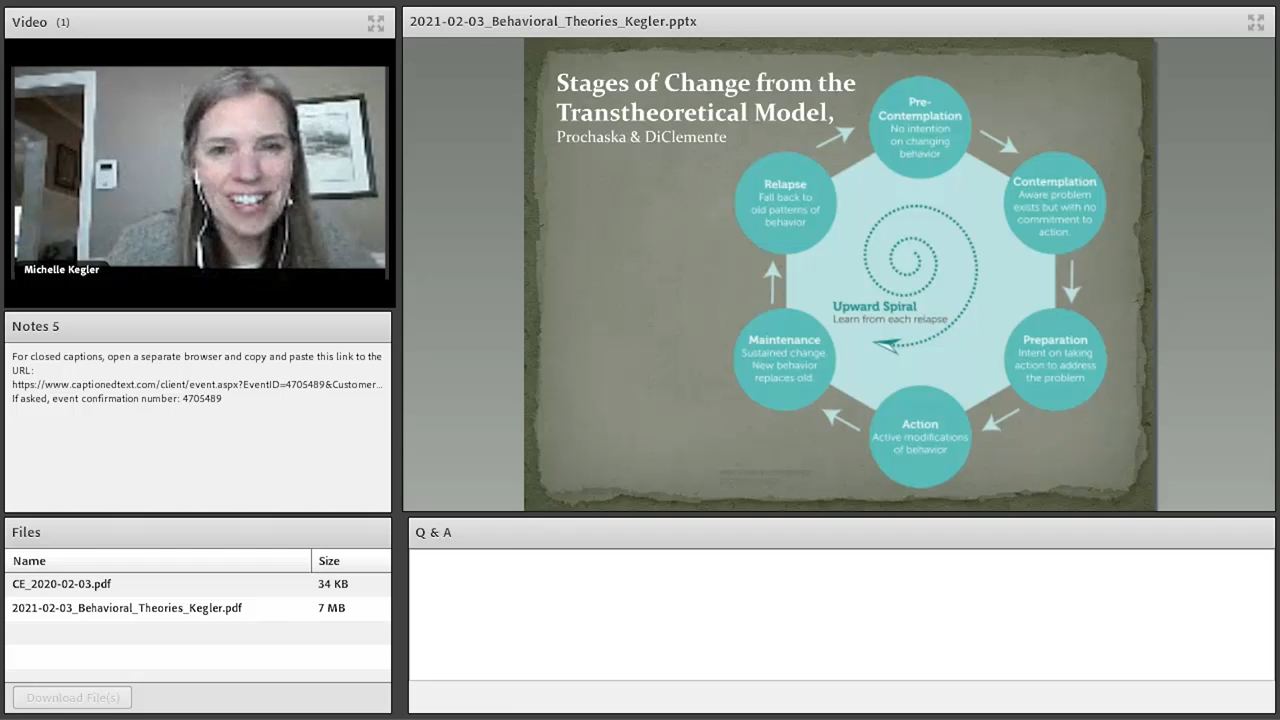 Video (1)
Michelle Kegler
Notes 5
For closed captions, open a separate browser and copy and paste this link to the
URL:
https://www.captionedtext.com/client/event.aspx?EventID=4705489&Customer...
If asked, event confirmation number: 4705489
Files
Name Size
CE_2020-02-03.pdf 34 KB
2021-02-03_Behavioral_Theories_Kegler.pdf 7 MB
Download File(s)
2021-02-03_Behavioral_Theories_Kegler.pptx
Stages of Change from the
Transtheoretical Model,
Prochaska & DiClemente
Pre-
Contemplation
No intention
on changing
behavior
Contemplation
Aware problem
exists but with no
commitment to
action.
Preparation
Intent on taking
action to address
the problem
Action
Active modifications
of behavior
Maintenance
Sustained change.
New behavior
replaces old.
Relapse
Fall back to
old patterns of
behavior
Upward Spiral
Learn from each relapse
Q & A